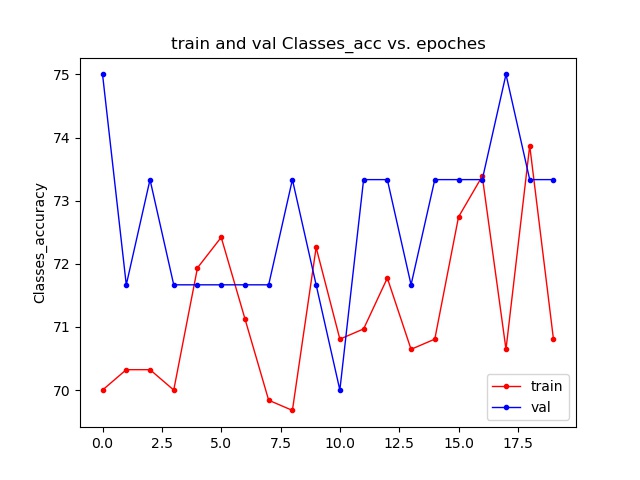 train and val Classes_acc vs. epoches
Classes_accuracy
75
74
73
72
71
70
0.0 2.5 5.0 7.5 10.0 12.5 15.0 17.5
train
val